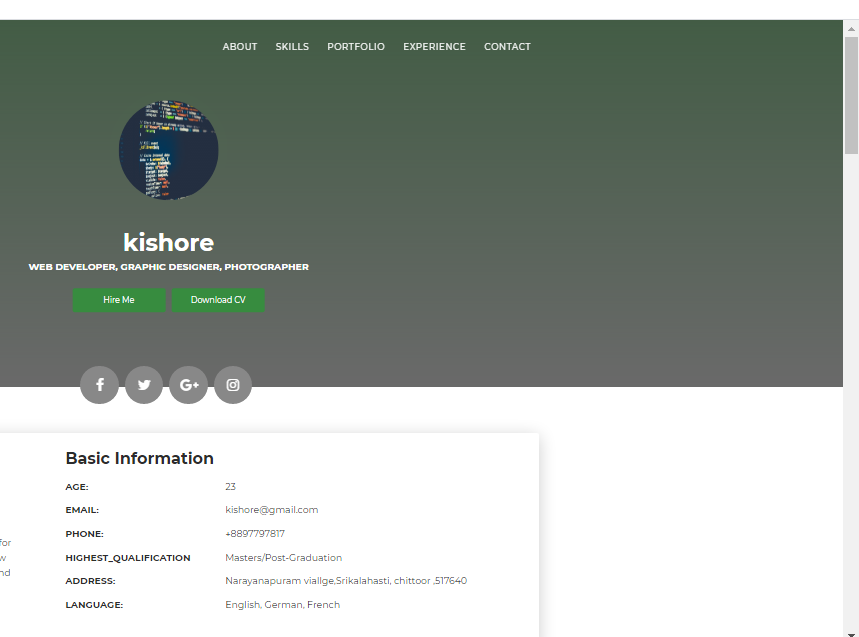 ABOUT SKILLS PORTFOLIO EXPERIENCE CONTACT
kishore
WEB DEVELOPER, GRAPHIC DESIGNER, PHOTOGRAPHER
Hire Me Download CV
f G+
Basic Information
AGE: 23
EMAIL: kishore@gmail.com
PHONE: +8897797817
for
HIGHEST_QUALIFICATION Masters/Post-Graduation
ADDRESS: Narayanapuram viallge,Srikalahasti, chittoor ,517640
LANGUAGE: English, German, French